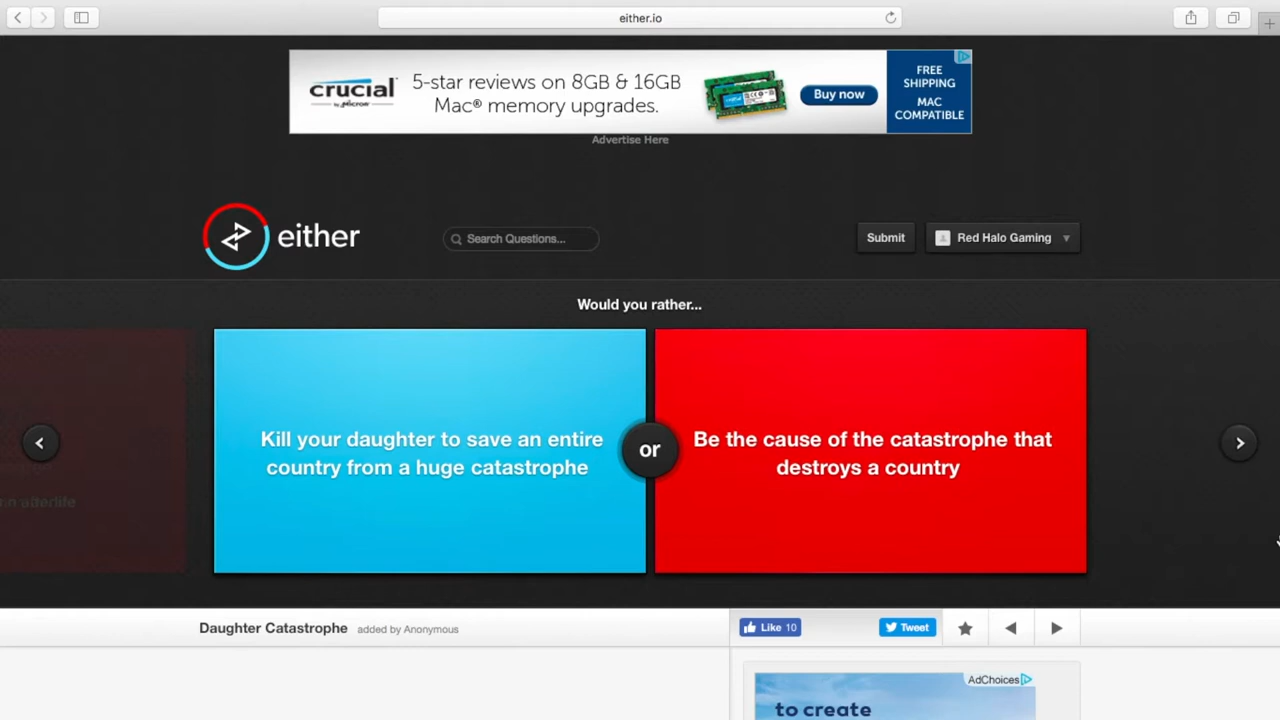 either.io
crucial
by Micron
5-star reviews on 8GB & 16GB
Mac® memory upgrades.
Buy now
FREE
SHIPPING
MAC
COMPATIBLE
Advertise Here
either
Search Questions...
Submit
Red Halo Gaming
Would you rather...
Kill your daughter to save an entire
country from a huge catastrophe
or
Be the cause of the catastrophe that
destroys a country
afterlife
Daughter Catastrophe added by Anonymous
Like 10
Tweet
AdChoices
to create